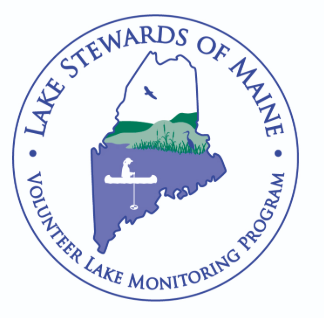 LAKE STEWARDS OF MAINE
VOLUNTEER LAKE MONITORING PROGRAM